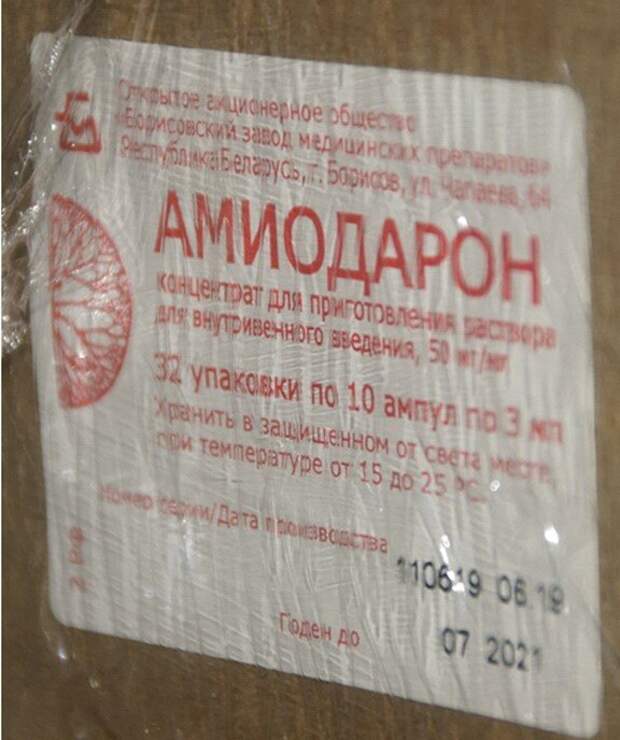 Открытое акционерное общество
«Борисовский завод медицинских препаратов»
Республика Беларусь, г. Борисов, ул. Чапаева, 64
АМИОДАРОН
концентрат для приготовления раствора
для внутривенного введения, 50 мг/мл
32 упаковки по 10 ампул по 3 мл
Хранить в защищенном от света месте,
при температуре от 15 до 25 °С.
Номер серии/Дата производства
110619 06 19
Годен до
07 2021